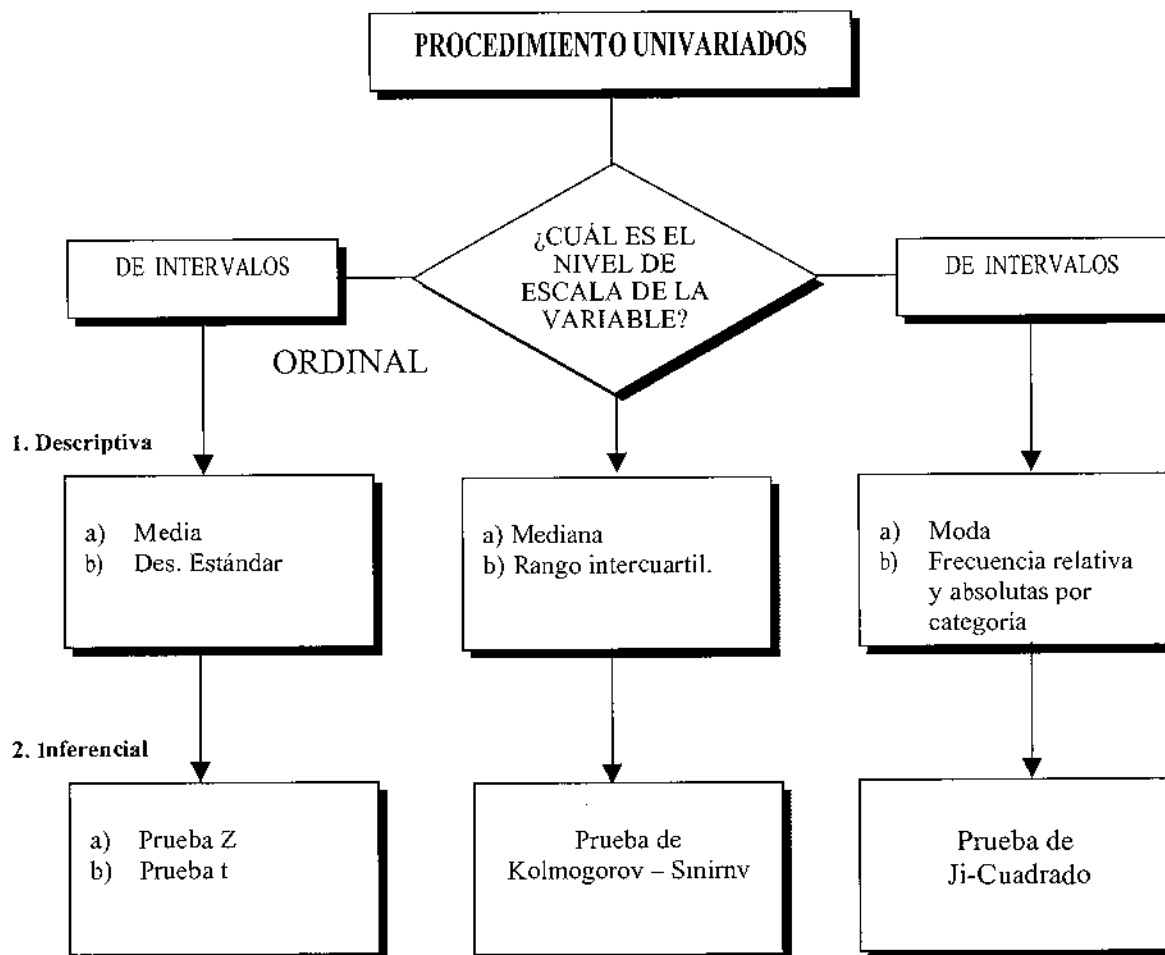 PROCEDIMIENTO UNIVARIADOS
¿CUÁL ES EL
NIVEL DE
ESCALA DE LA
VARIABLE?
DE INTERVALOS
DE INTERVALOS
ORDINAL
1. Descriptiva
a) Media
b) Des. Estándar
a) Mediana
b) Rango intercuartil.
a) Moda
b) Frecuencia relativa
y absolutas por
categoría
2. Inferencial
a) Prueba Z
b) Prueba t
Prueba de
Kolmogorov – Sminrnv
Prueba de
Ji-Cuadrado